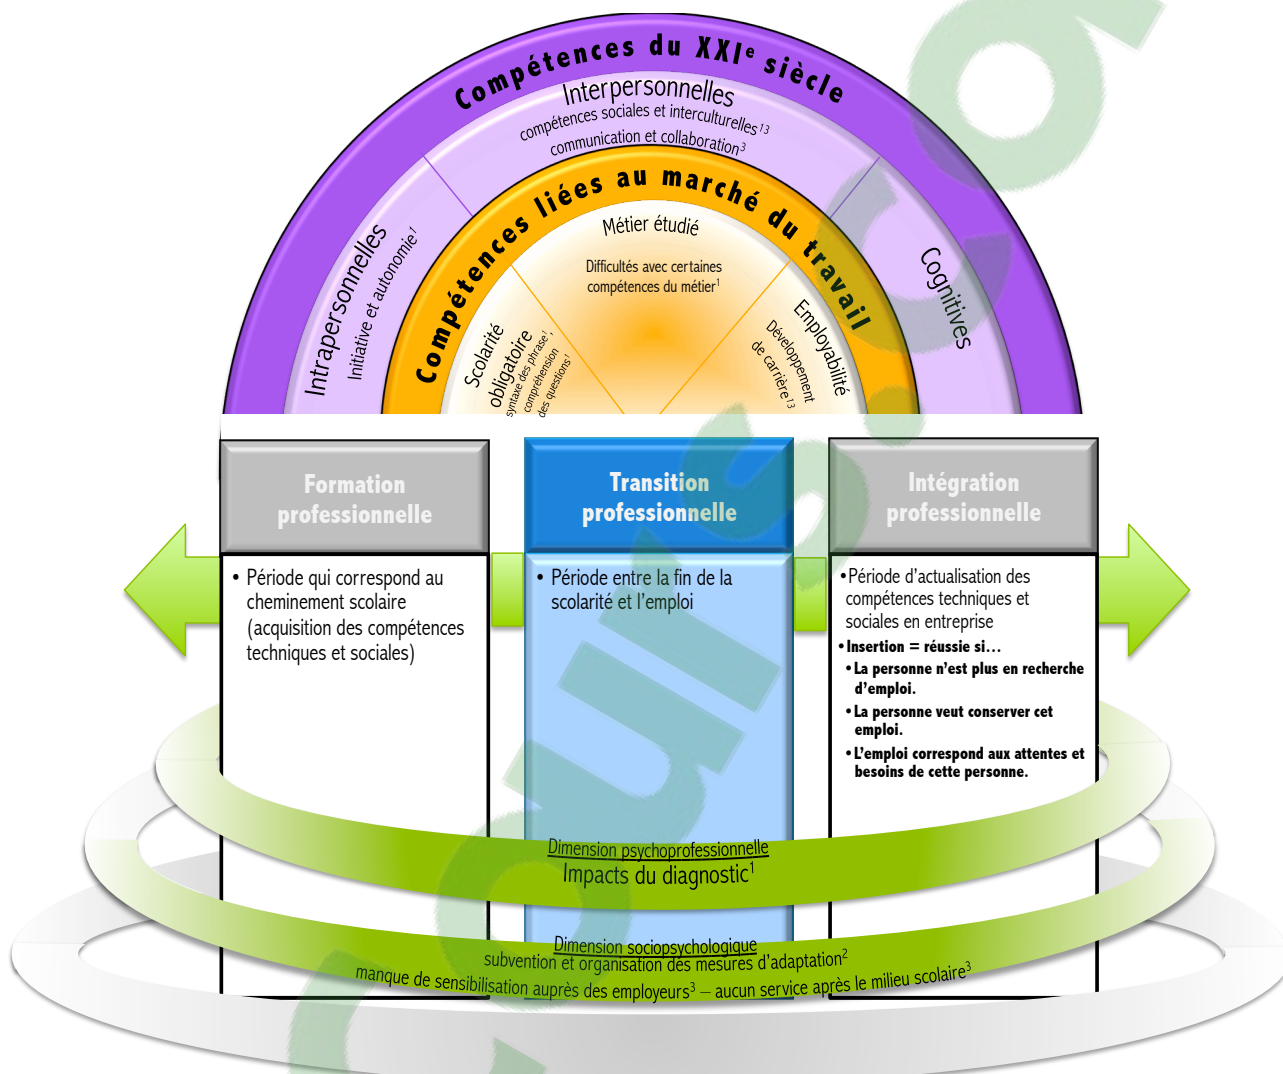 Compétences du XXIe siècle
Interpersonnelles
compétences sociales et interculturelles13
communication et collaboration3
Intrapersonnelles
Initiative et autonomie1
Cognitives
Compétences liées au marché du travail
Métier étudié
Difficultés avec certaines
compétences du métier1
Scolarité
obligatoire
syntaxe des phrase1,
compréhension
des questions1
Employabilité
Développement
de carrière13
Formation
professionnelle
• Période qui correspond au
cheminement scolaire
(acquisition des compétences
techniques et sociales)
Transition
professionnelle
• Période entre la fin de la
scolarité et l'emploi
Intégration
professionnelle
•Période d'actualisation des
compétences techniques et
sociales en entreprise
•Insertion = réussie si…
•La personne n'est plus en recherche
d'emploi.
•La personne veut conserver cet
emploi.
•L'emploi correspond aux attentes et
besoins de cette personne.
Dimension psychoprofessionnelle
Impacts du diagnostic1
Dimension sociopsychologique
subvention et organisation des mesures d'adaptation2
manque de sensibilisation auprès des employeurs3 – aucun service après le milieu scolaire3